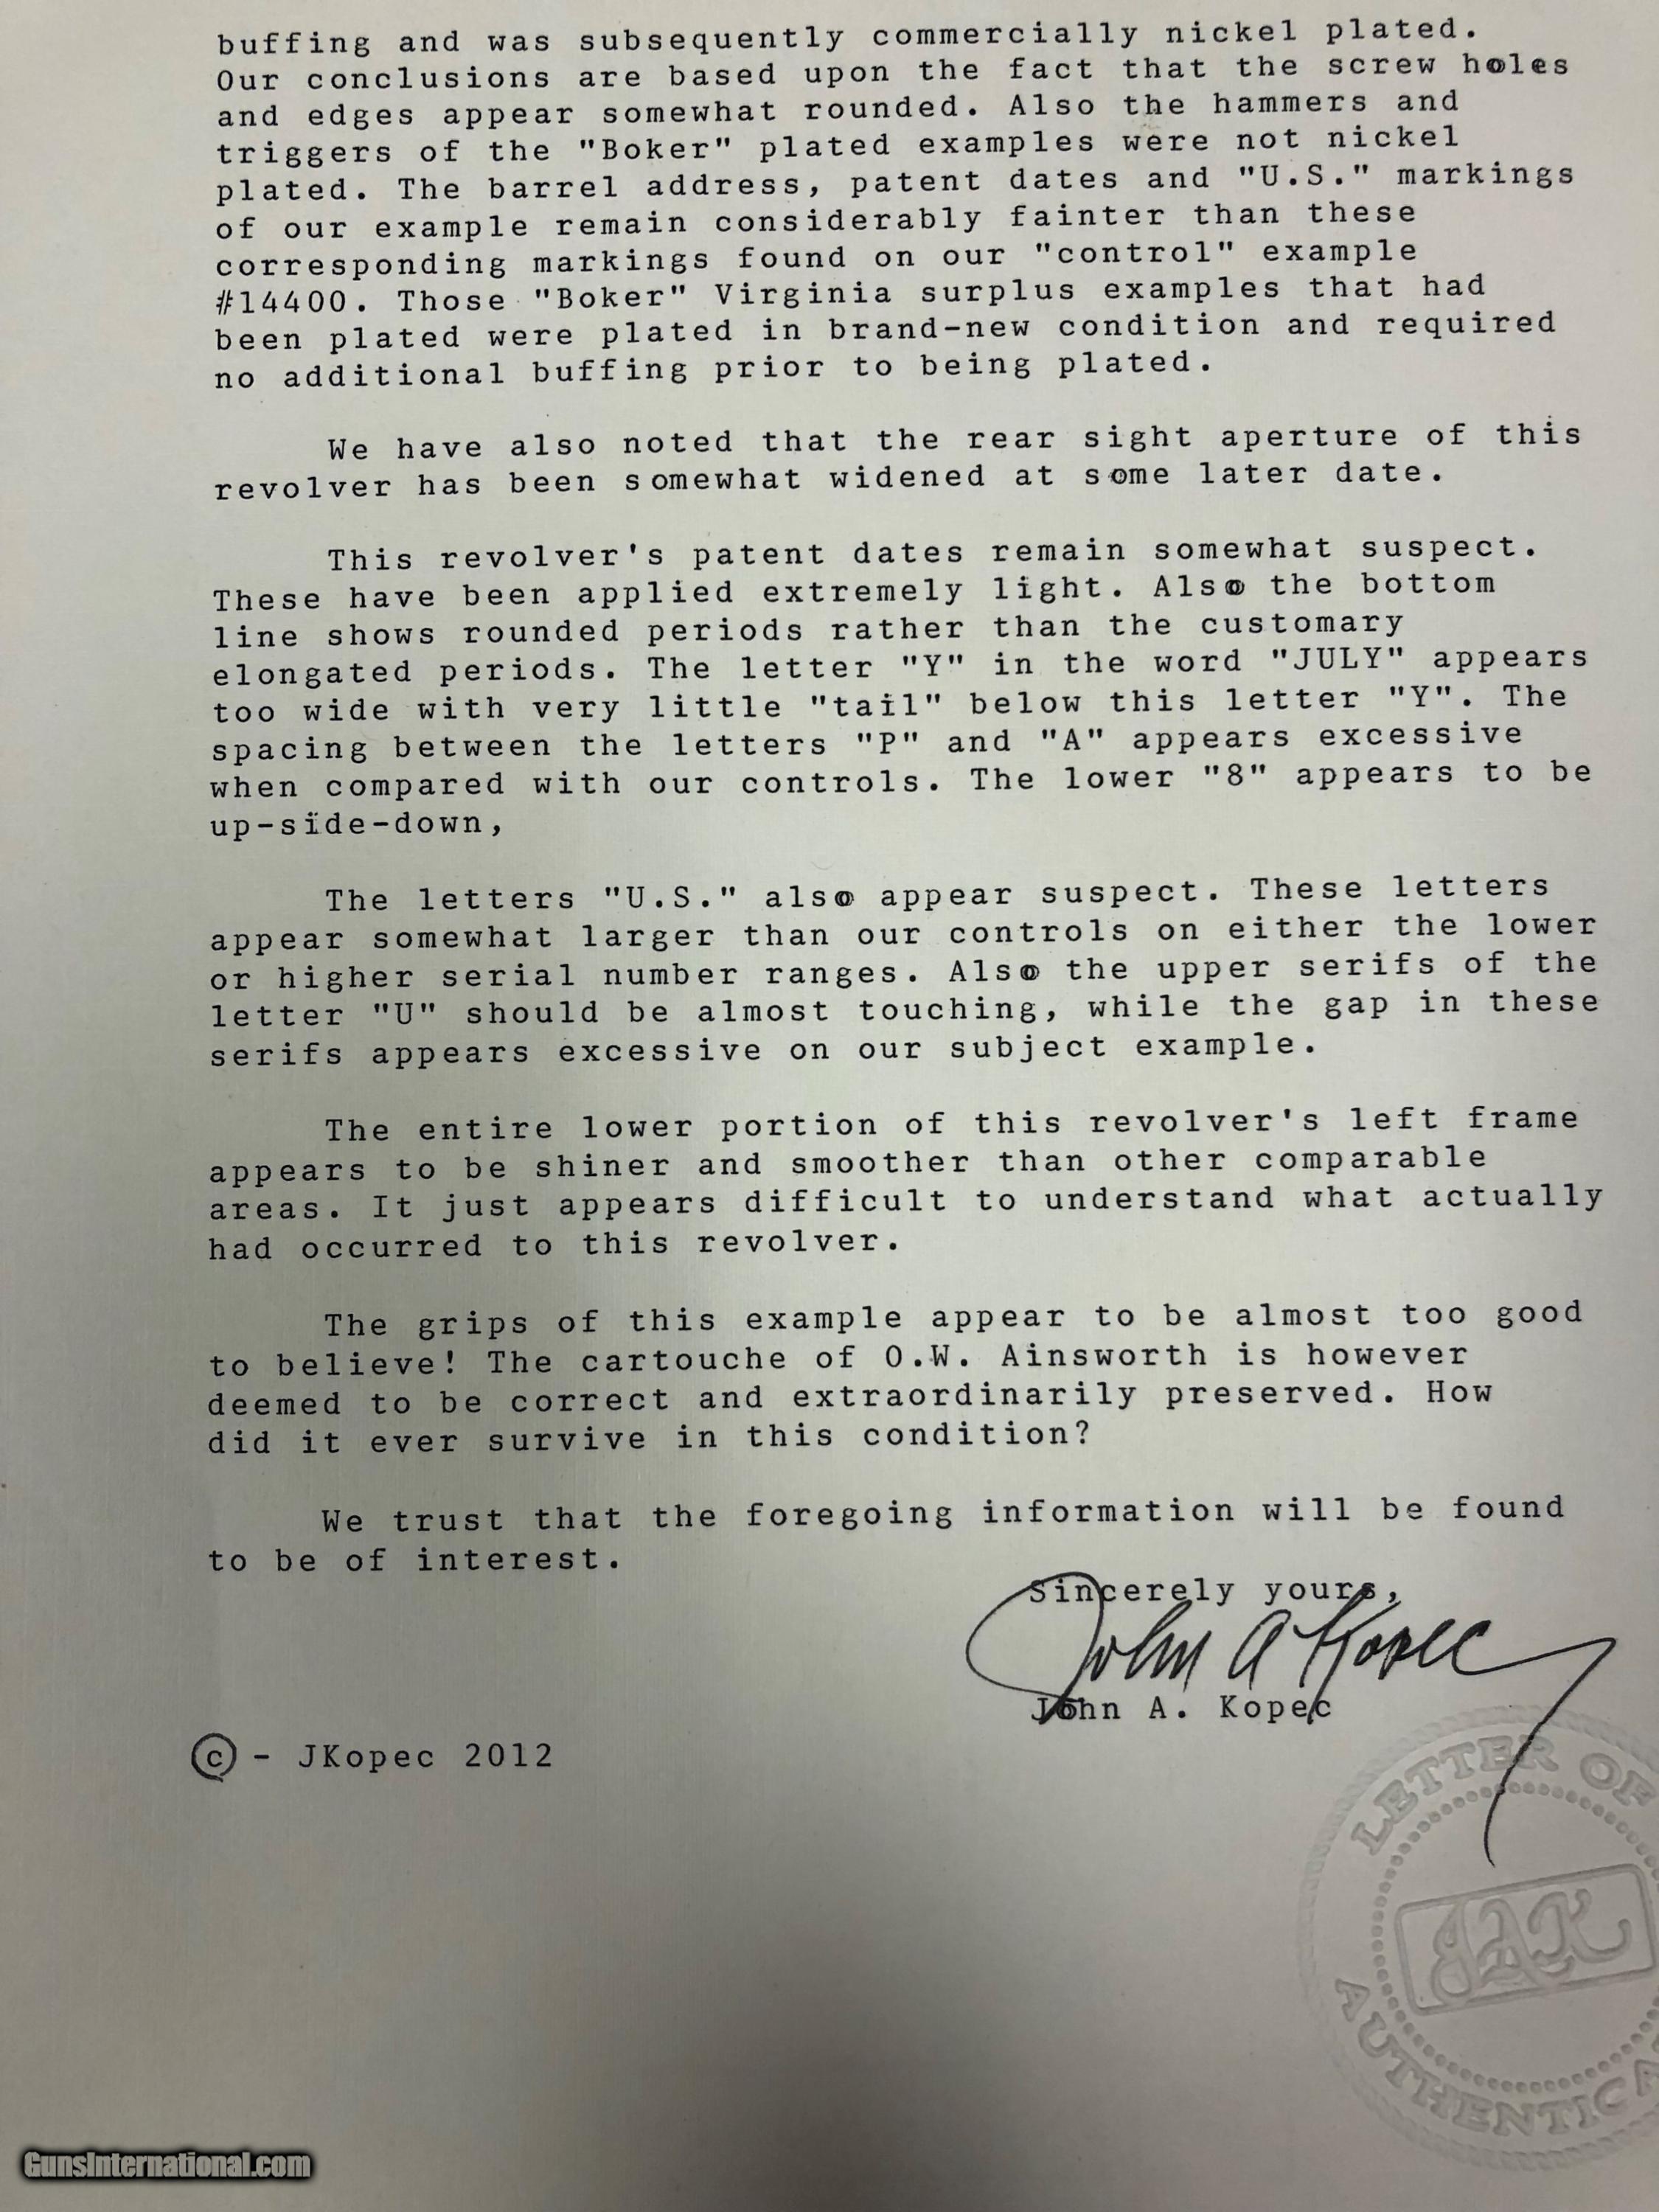 buffing and was subsequently commercially nickel plated.
Our conclusions are based upon the fact that the screw holes
and edges appear somewhat rounded. Also the hammers and
triggers of the "Boker" plated examples were not nickel
plated. The barrel address, patent dates and "U.S." markings
of our example remain considerably fainter than these
corresponding markings found on our "control" example
#14400. Those "Boker" Virginia surplus examples that had
been plated were plated in brand-new condition and required
no additional buffing prior to being plated.
We have also noted that the rear sight aperture of this
revolver has been somewhat widened at some later date.
This revolver's patent dates remain somewhat suspect.
These have been applied extremely light. Also the bottom
line shows rounded periods rather than the customary
elongated periods. The letter "Y" in the word "JULY" appears
too wide with very little "tail" below this letter "Y". The
spacing between the letters "P" and "A" appears excessive
when compared with our controls. The lower "8" appears to be
up-side-down,
The letters "U.S." also appear suspect. These letters
appear somewhat larger than our controls on either the lower
or higher serial number ranges. Also the upper serifs of the
letter "U" should be almost touching, while the gap in these
serifs appears excessive on our subject example.
The entire lower portion of this revolver's left frame
appears to be shiner and smoother than other comparable
areas. It just appears difficult to understand what actually
had occurred to this revolver.
The grips of this example appear to be almost too good
to believe! The cartouche of O.W. Ainsworth is however
deemed to be correct and extraordinarily preserved. How
did it ever survive in this condition?
We trust that the foregoing information will be found
to be of interest.
Sincerely yours,
John A Kopec
John A. Kopec
© - JKopec 2012
LETTER OF
JAK
AUTHENTICA
GunsInternational.com